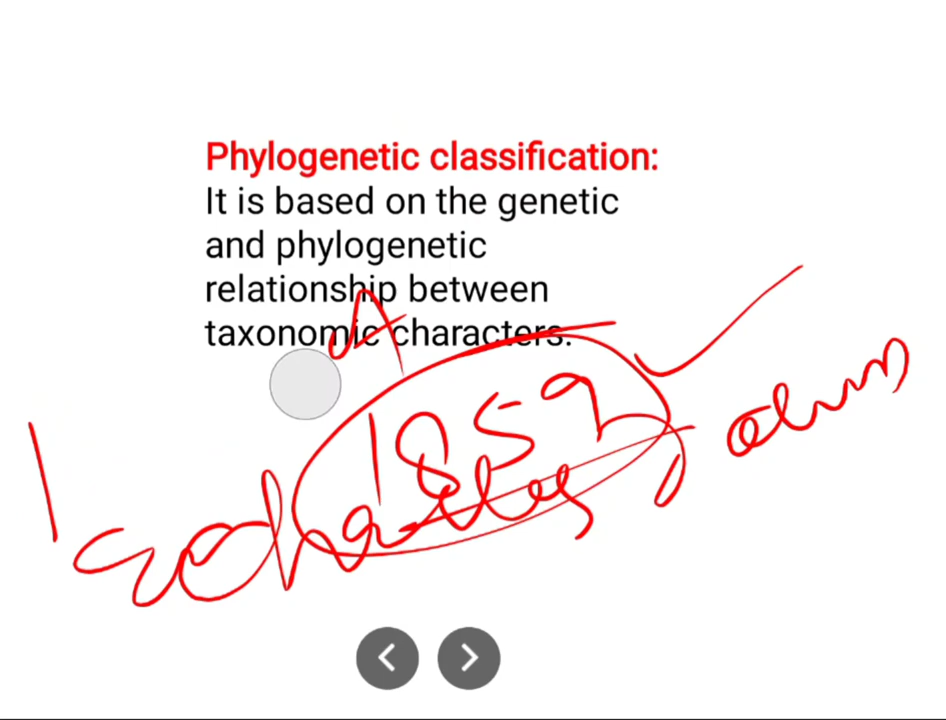 Phylogenetic classification:
It is based on the genetic
and phylogenetic
relationship between
taxonomic characters.
1859